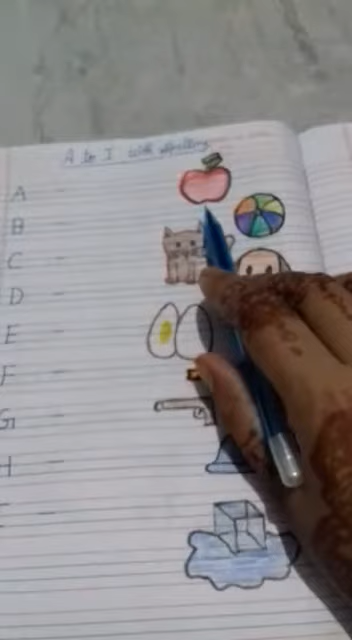 A to I with spelling
A -
B -
C -
D -
E -
F -
G -
H -
I -